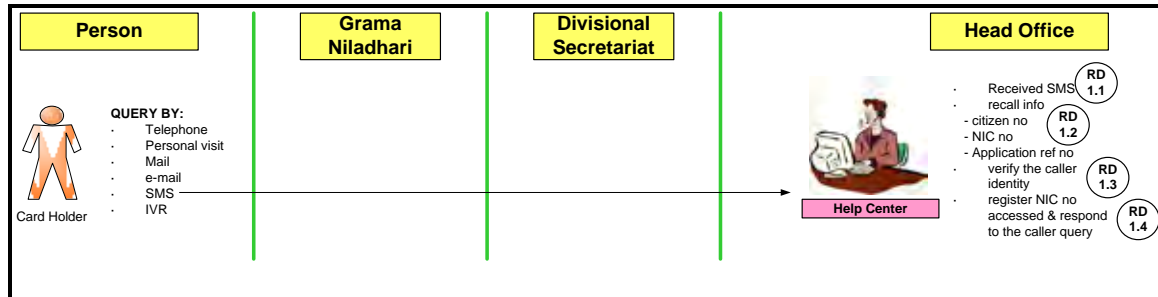 Person
Grama
Niladhari
Divisional
Secretariat
Head Office
QUERY BY:
· Telephone
· Personal visit
· Mail
· e-mail
· SMS
· IVR
Card Holder
Help Center
· Received SMS
RD
1.1
· recall info
- citizen no
RD
1.2
- NIC no
- Application ref no
· verify the caller
identity
RD
1.3
· register NIC no
accessed & respond
to the caller query
RD
1.4